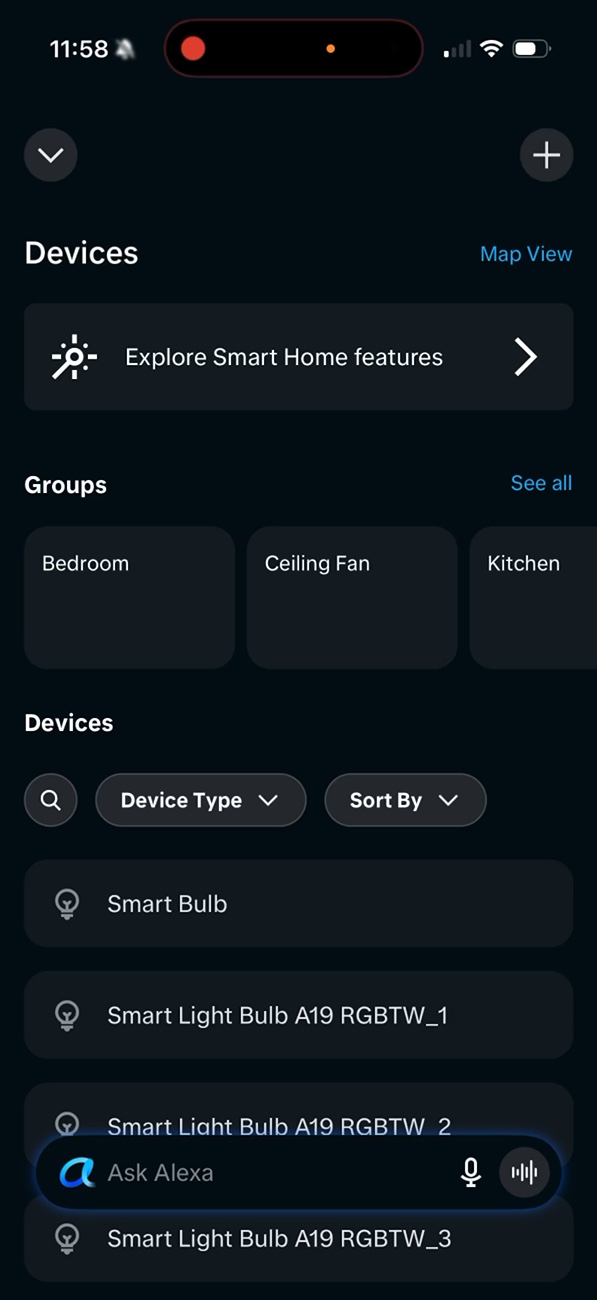 11:58
Devices
Map View
Explore Smart Home features
Groups
See all
Bedroom
Ceiling Fan
Kitchen
Devices
Device Type
Sort By
Smart Bulb
Smart Light Bulb A19 RGBTW_1
Smart Light Bulb A19 RGBTW_2
Ask Alexa
Smart Light Bulb A19 RGBTW_3